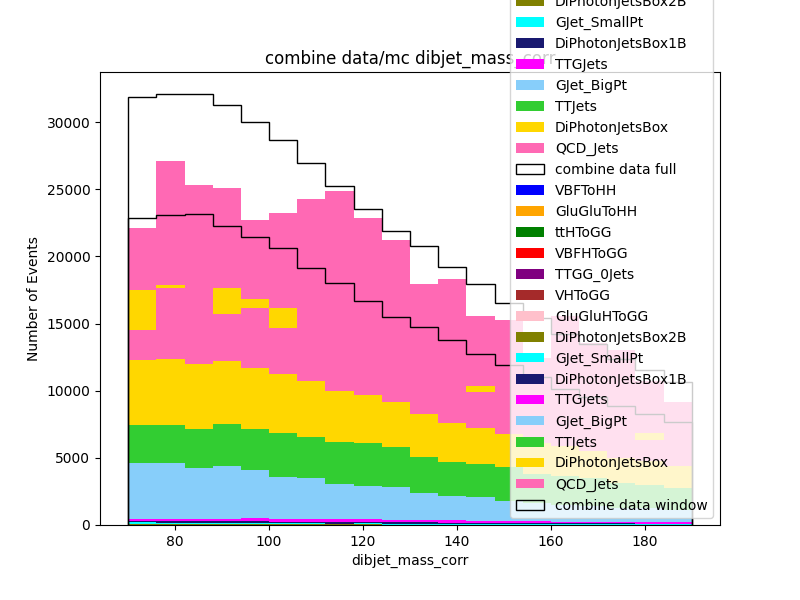 DiPhotonJetsBox2B
GJet_SmallPt
combine data/mc dibjet_mass_corr
DiPhotonJetsBox1B
TTGJets
GJet_BigPt
TTJets
DiPhotonJetsBox
QCD_Jets
combine data full
VBFToHH
GluGluToHH
ttHToGG
VBFHToGG
TTGG_0Jets
VHToGG
GluGluHToGG
DiPhotonJetsBox2B
GJet_SmallPt
DiPhotonJetsBox1B
TTGJets
GJet_BigPt
TTJets
DiPhotonJetsBox
QCD_Jets
combine data window
Number of Events
30000
25000
20000
15000
10000
5000
0
80 100 120 140 160 180
dibjet_mass_corr